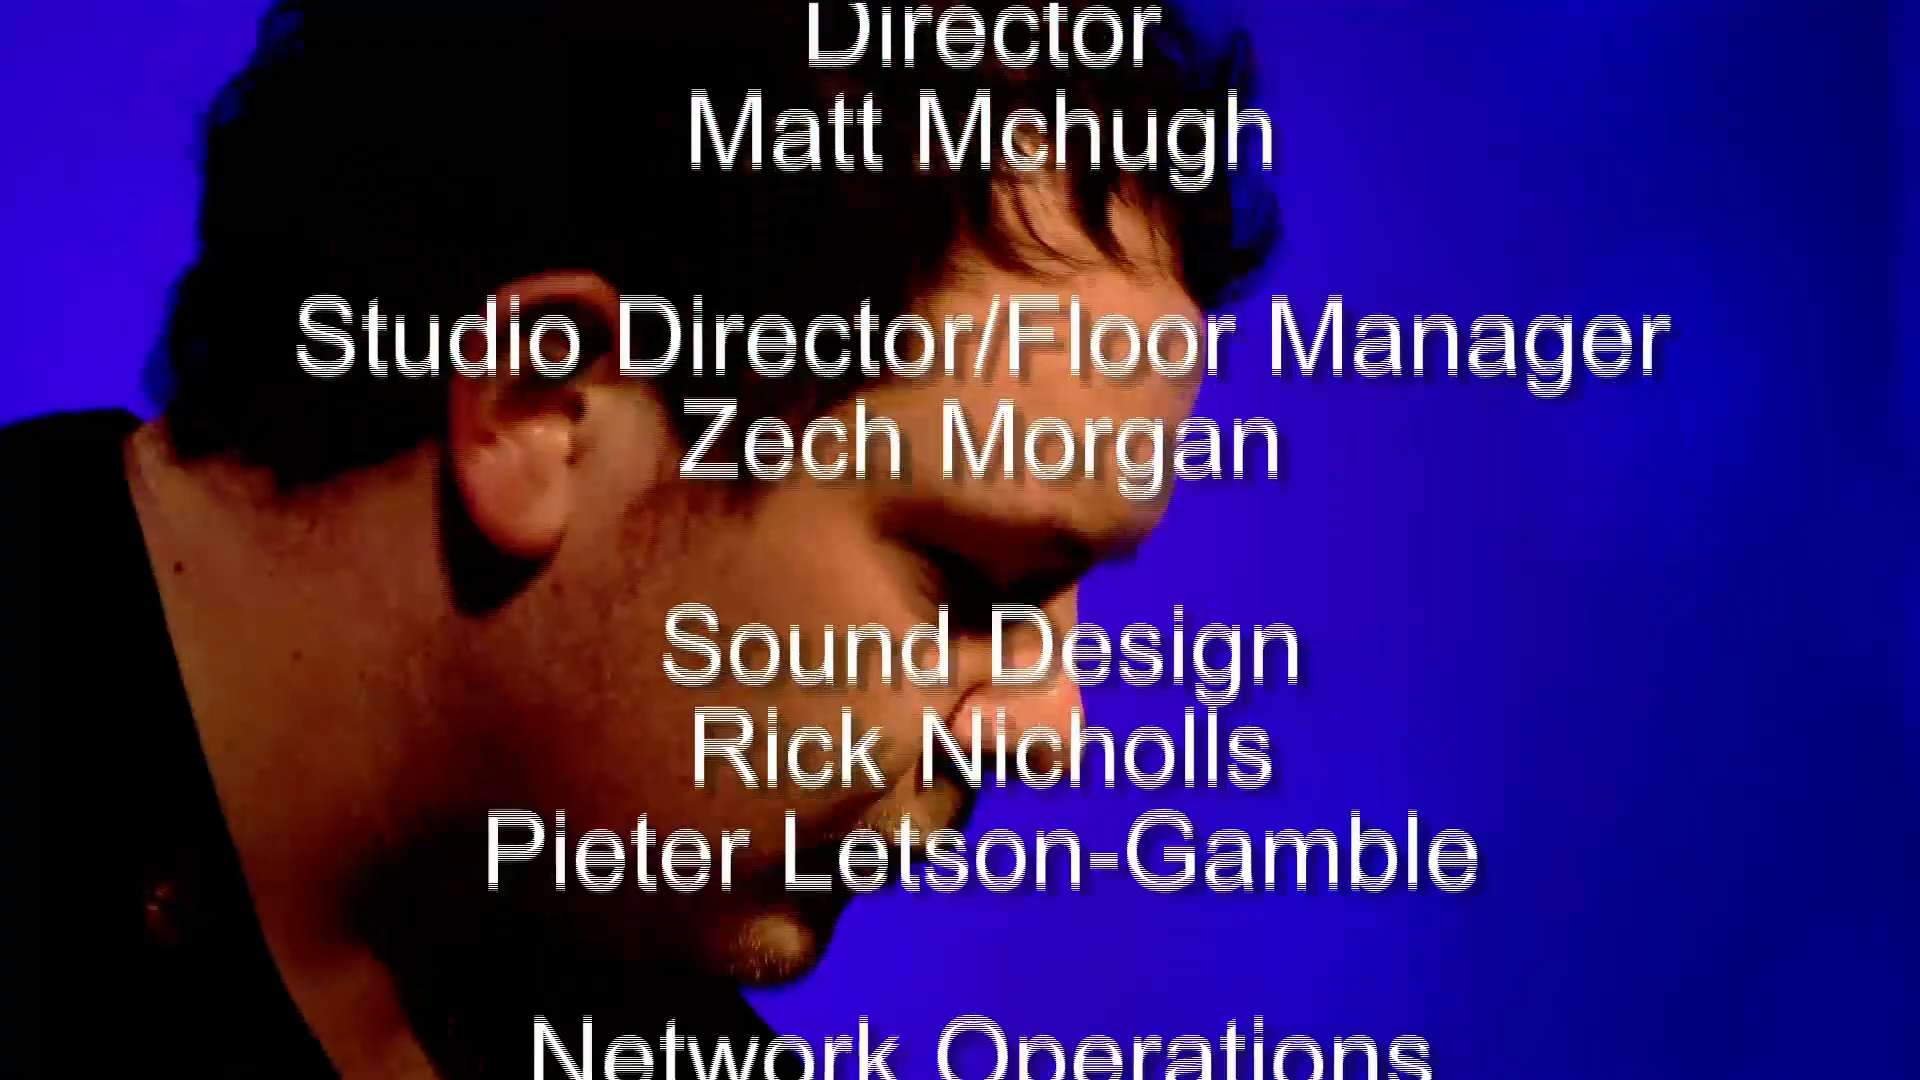 Director
Matt Mchugh
Studio Director/Floor Manager
Zech Morgan
Sound Design
Rick Nicholls
Pieter Letson-Gamble
Network Operations